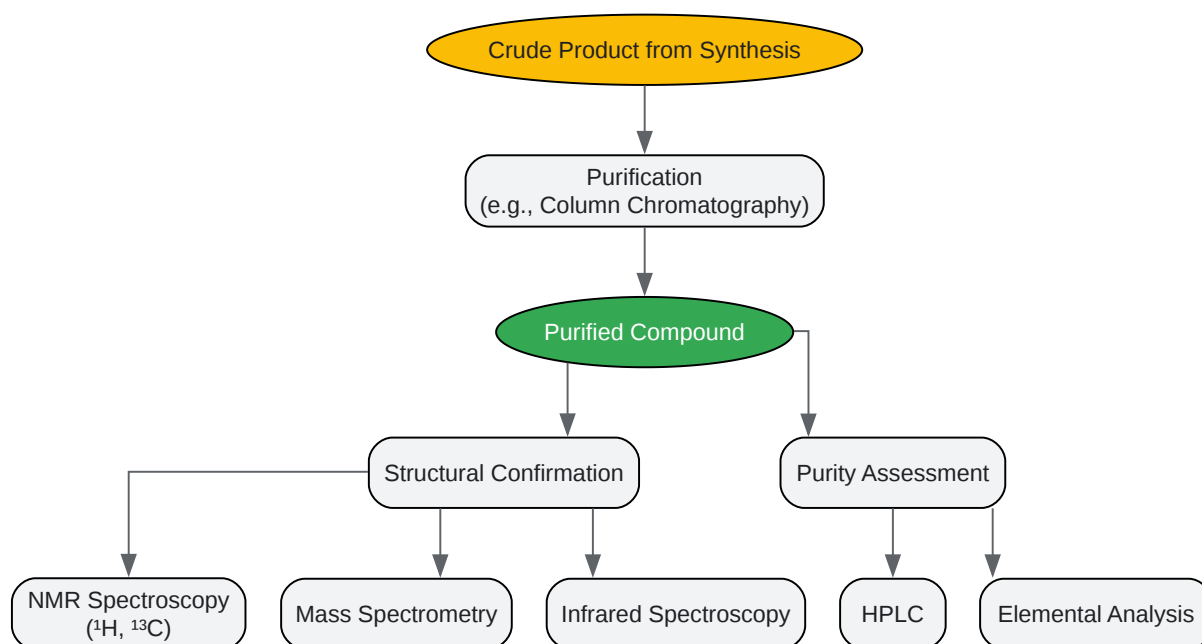 Crude Product from Synthesis
Purification
(e.g., Column Chromatography)
Purified Compound
Structural Confirmation
Purity Assessment
NMR Spectroscopy
(¹H, ¹³C)
Mass Spectrometry
Infrared Spectroscopy
HPLC
Elemental Analysis